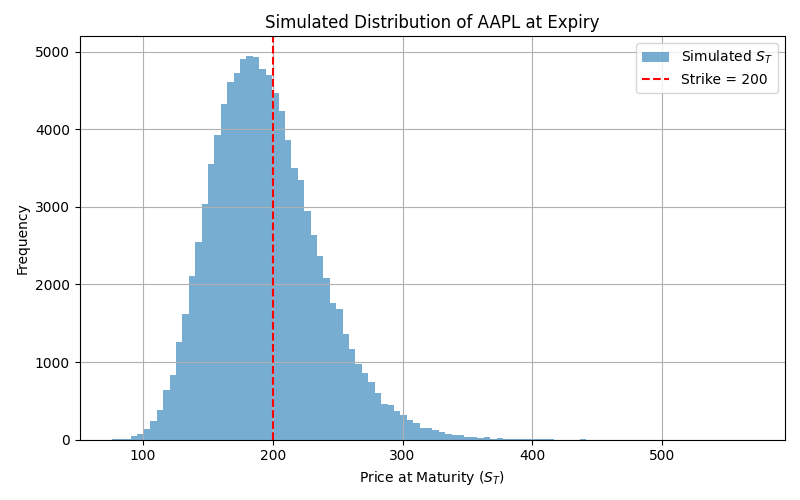 Simulated Distribution of AAPL at Expiry
Simulated $S_T$
Strike = 200
Frequency
5000
4000
3000
2000
1000
0
100
200
300
400
500
Price at Maturity ($S_T$)